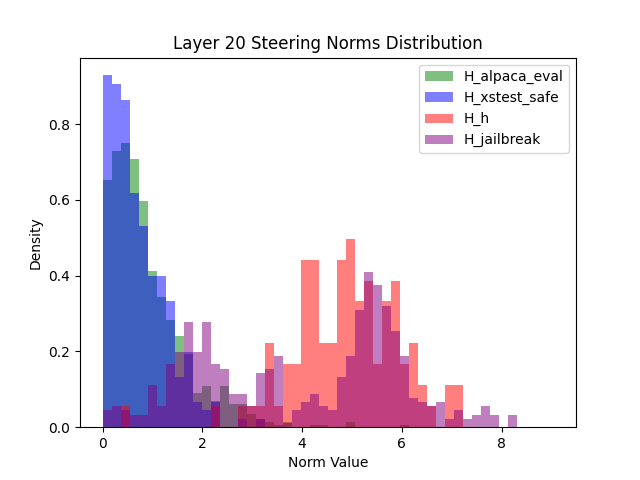 Layer 20 Steering Norms Distribution
H_alpaca_eval
H_xstest_safe
H_h
H_jailbreak
Density
0.8
0.6
0.4
0.2
0.0
0 2 4 6 8
Norm Value